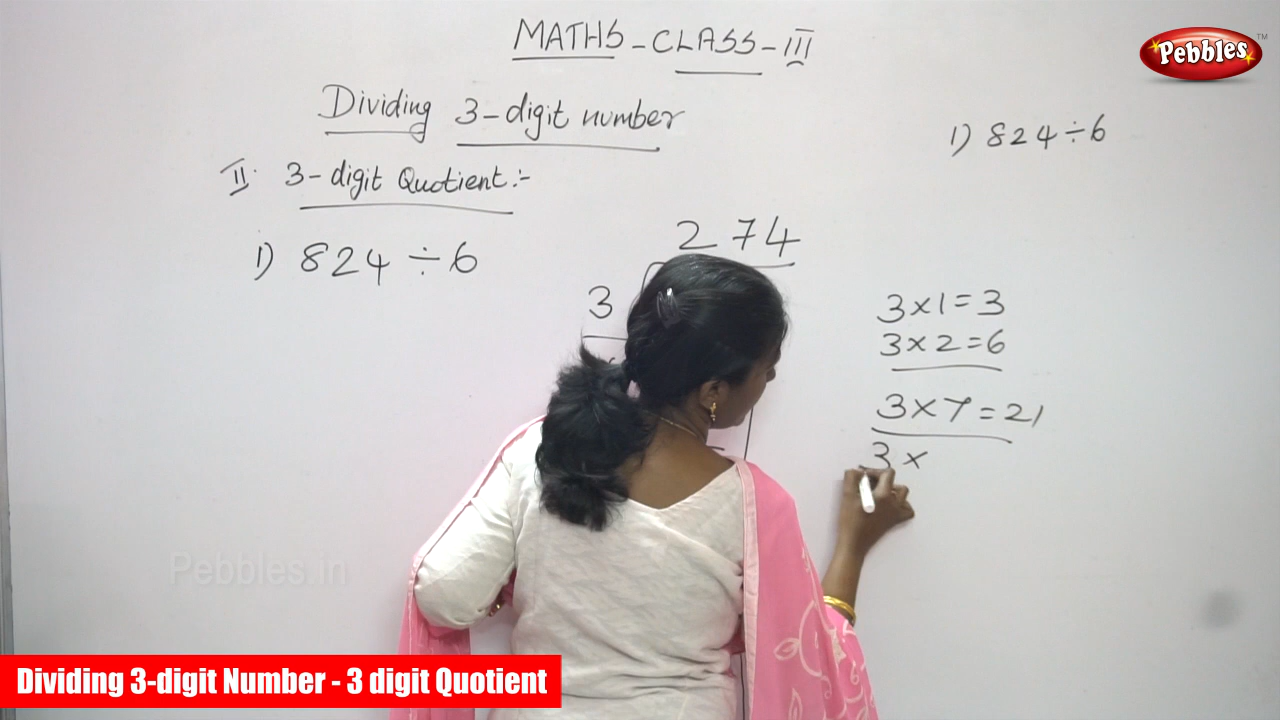 MATHS - CLASS - III
Pebbles TM
Dividing 3-digit number
1) 824 ÷ 6
II. 3-digit Quotient:-
1) 824 ÷ 6
274
3
3 × 1 = 3
3 × 2 = 6
3 × 7 = 21
3 ×
Pebbles.in
Dividing 3-digit Number - 3 digit Quotient